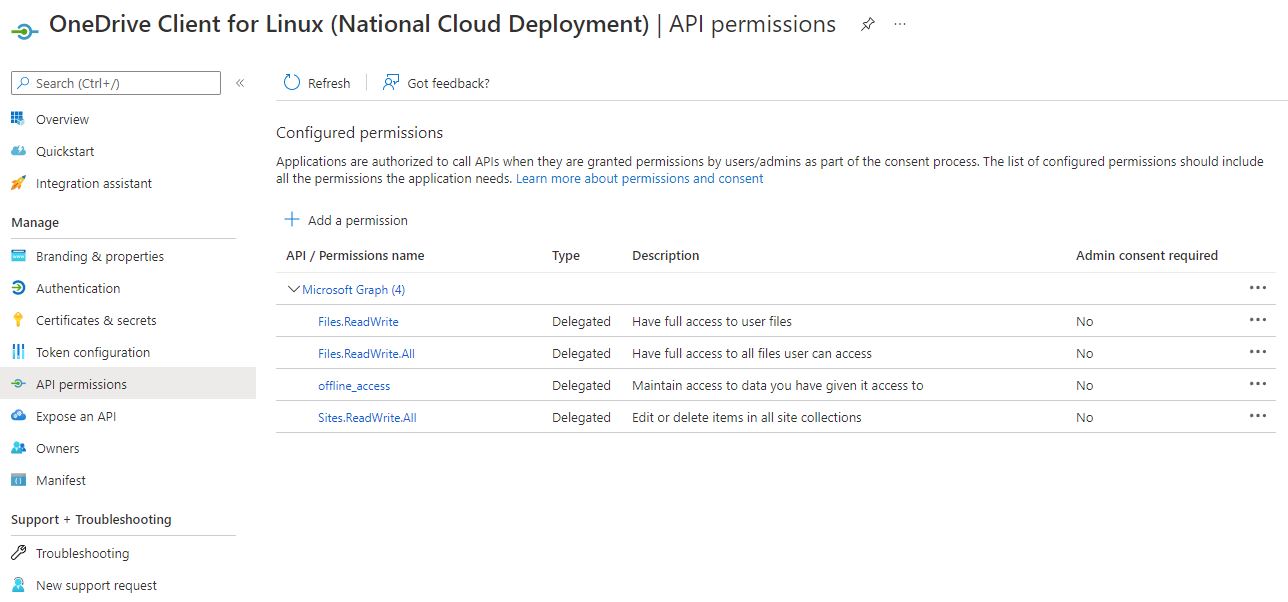 OneDrive Client for Linux (National Cloud Deployment) | API permissions
Search (Ctrl+/)
Overview
Quickstart
Integration assistant
Manage
Branding & properties
Authentication
Certificates & secrets
Token configuration
API permissions
Expose an API
Owners
Manifest
Support + Troubleshooting
Troubleshooting
New support request
Refresh | Got feedback?
Configured permissions
Applications are authorized to call APIs when they are granted permissions by users/admins as part of the consent process. The list of configured permissions should include
all the permissions the application needs. Learn more about permissions and consent
Add a permission
API / Permissions name Type Description Admin consent required
Microsoft Graph (4)
Files.ReadWrite Delegated Have full access to user files No
Files.ReadWrite.All Delegated Have full access to all files user can access No
offline_access Delegated Maintain access to data you have given it access to No
Sites.ReadWrite.All Delegated Edit or delete items in all site collections No